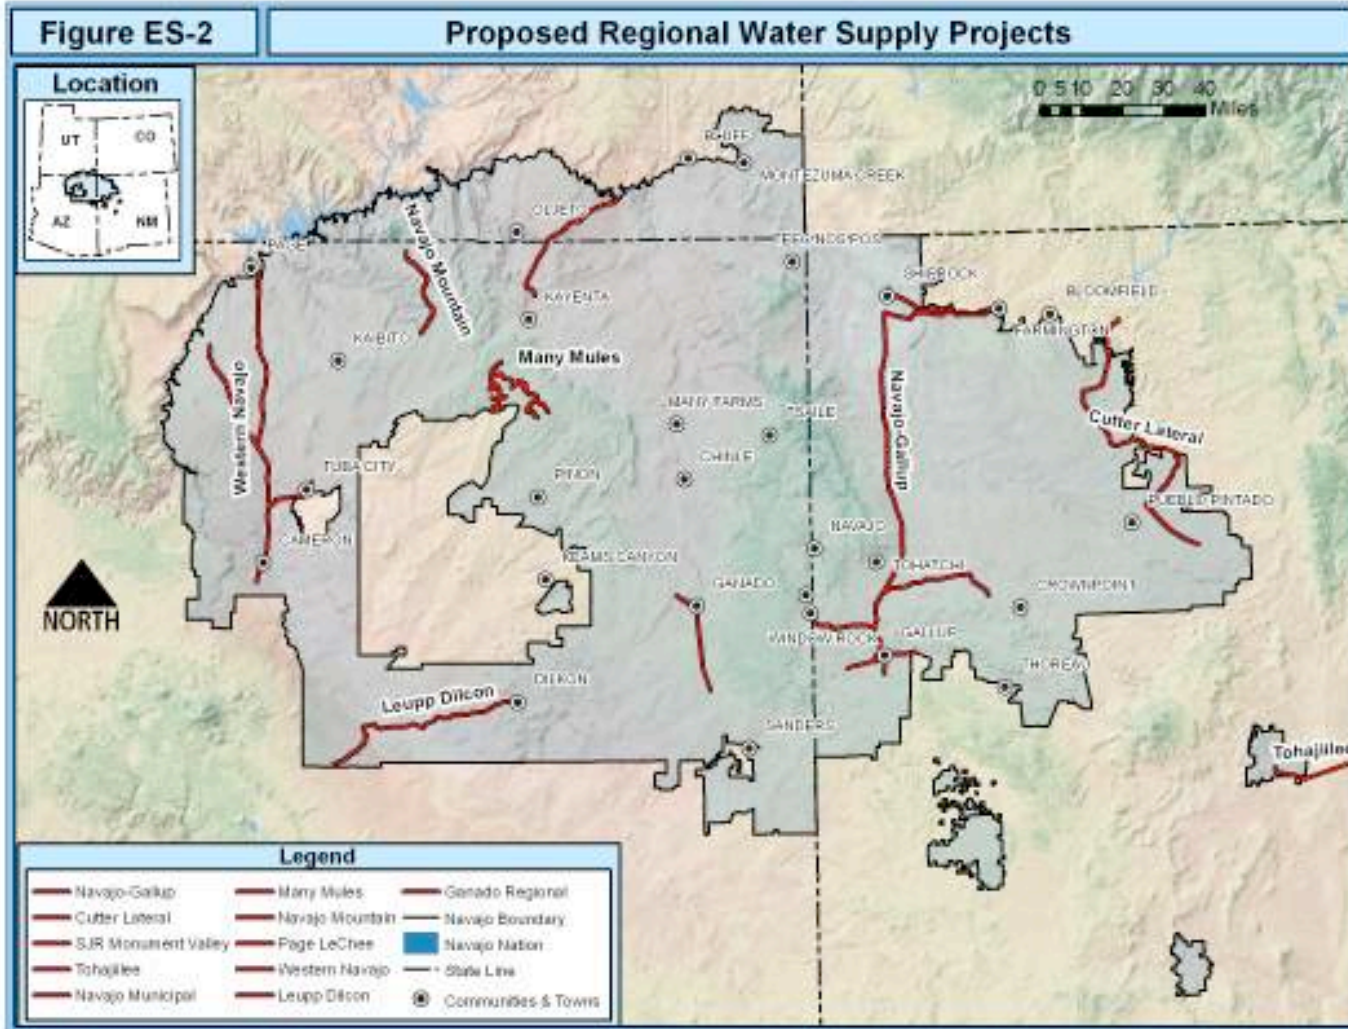 Figure ES-2
Proposed Regional Water Supply Projects
Location
UT
CO
AZ
NM
0 5 10 20 30 40
Miles
BLUFF
MONTEZUMA CREEK
OLJETO
Navajo Mountain
TEEC NOS POS
PAGE
SHIPROCK
BLOOMFIELD
KAYENTA
FARMINGTON
KAIBITO
Many Mules
Western Navajo
Navajo-Gallup
MANY FARMS
TSAILE
Cutter Lateral
TUBA CITY
CHINLE
PINON
PUEBLO PINTADO
CAMERON
NAVAJO
KEAMS CANYON
TOHATCHI
GANADO
CROWNPOINT
NORTH
WINDOW ROCK
GALLUP
THOREAU
DILKON
Leupp Dilcon
SANDERS
Tohajiilee
Legend
Navajo-Gallup
Cutter Lateral
SJR Monument Valley
Tohajiilee
Navajo Municipal
Many Mules
Navajo Mountain
Page LeChee
Western Navajo
Leupp Dilcon
Ganado Regional
Navajo Boundary
Navajo Nation
State Line
Communities & Towns